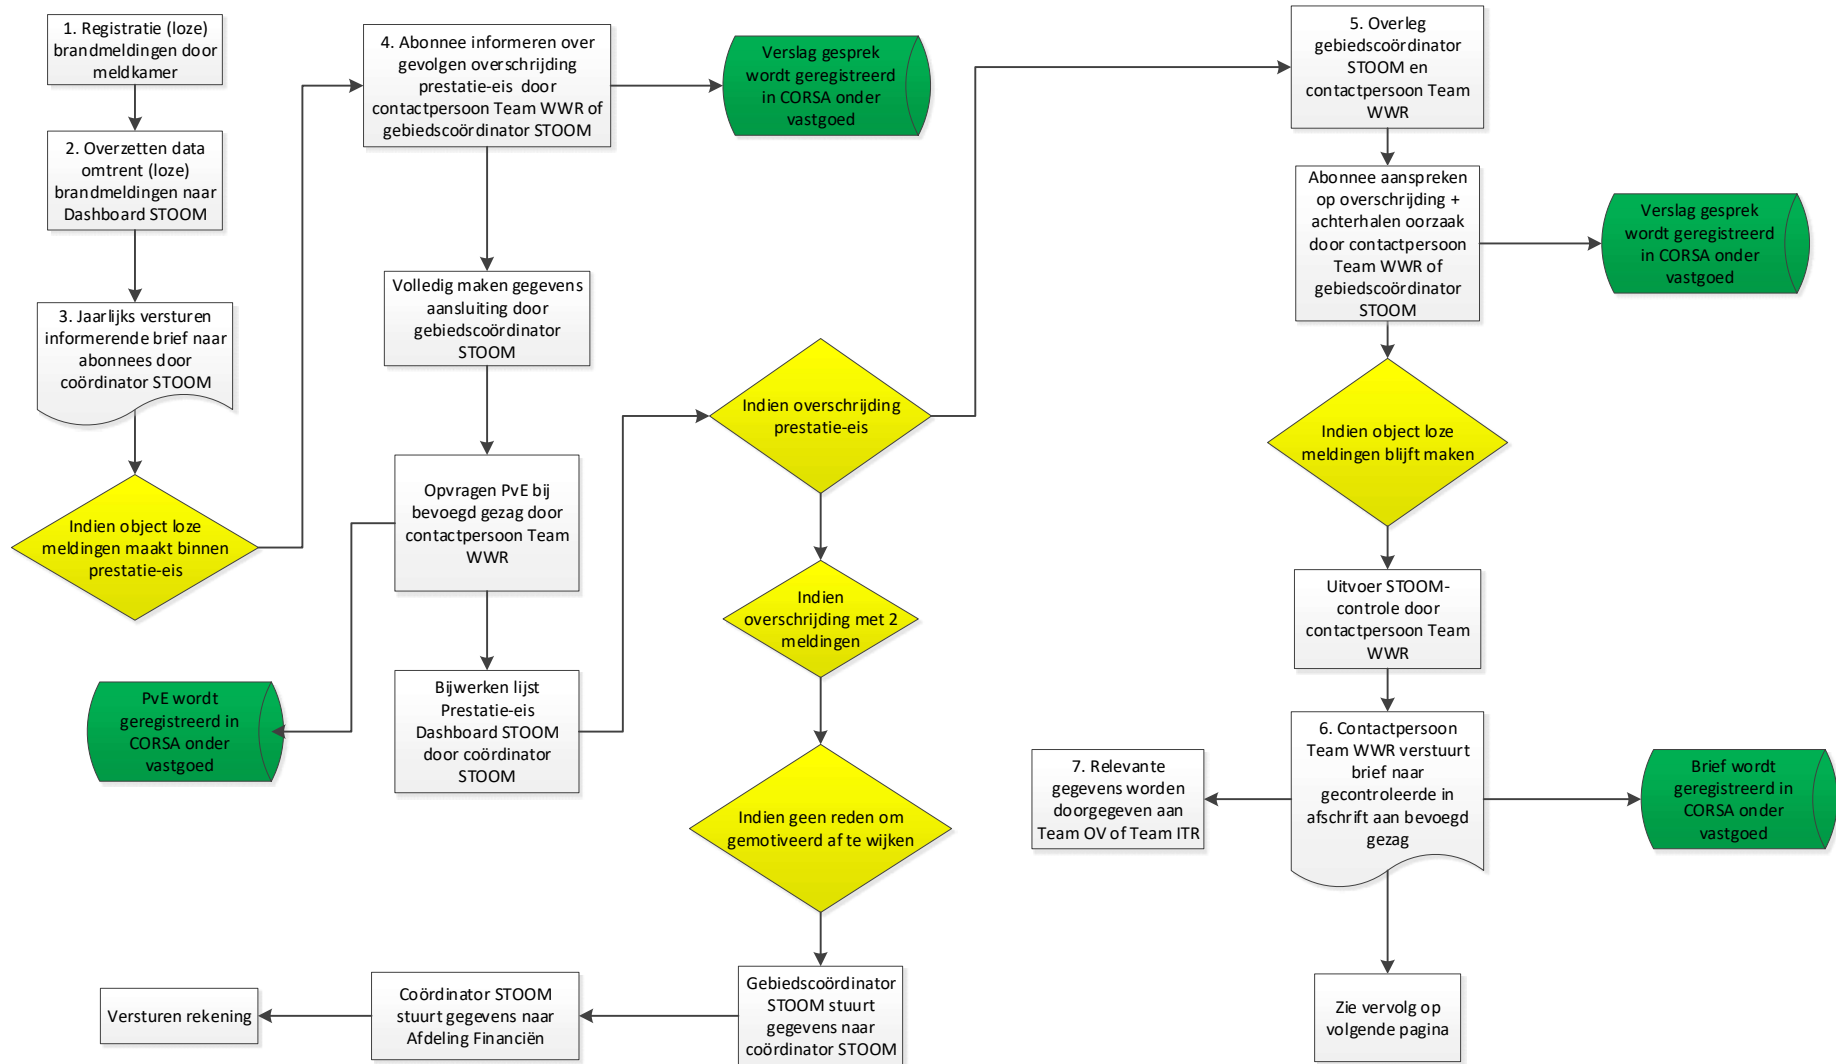 1. Registratie (loze)
brandmeldingen door
meldkamer
2. Overzetten data
omtrent (loze)
brandmeldingen naar
Dashboard STOOM
3. Jaarlijks versturen
informerende brief naar
abonnees door
coördinator STOOM
Indien object loze
meldingen maakt binnen
prestatie-eis
4. Abonnee informeren over
gevolgen overschrijding
prestatie-eis door
contactpersoon Team WWR of
gebiedscoördinator STOOM
Verslag gesprek
wordt geregistreerd
in CORSA onder
vastgoed
Volledig maken gegevens
aansluiting door
gebiedscoördinator
STOOM
Opvragen PvE bij
bevoegd gezag door
contactpersoon Team
WWR
PvE wordt
geregistreerd in
CORSA onder
vastgoed
Bijwerken lijst
Prestatie-eis
Dashboard STOOM
door coördinator
STOOM
Indien overschrijding
prestatie-eis
Indien
overschrijding met 2
meldingen
Indien geen reden om
gemotiveerd af te wijken
Gebiedscoördinator
STOOM stuurt
gegevens naar
coördinator STOOM
Coördinator STOOM
stuurt gegevens naar
Afdeling Financiën
Versturen rekening
5. Overleg
gebiedscoördinator
STOOM en
contactpersoon Team
WWR
Abonnee aanspreken
op overschrijding +
achterhalen oorzaak
door contactpersoon
Team WWR of
gebiedscoördinator
STOOM
Verslag gesprek
wordt geregistreerd
in CORSA onder
vastgoed
Indien object loze
meldingen blijft maken
Uitvoer STOOM-
controle door
contactpersoon Team
WWR
6. Contactpersoon
Team WWR verstuurt
brief naar
gecontroleerde in
afschrift aan bevoegd
gezag
7. Relevante
gegevens worden
doorgegeven aan
Team OV of Team ITR
Brief wordt
geregistreerd in
CORSA onder
vastgoed
Zie vervolg op
volgende pagina